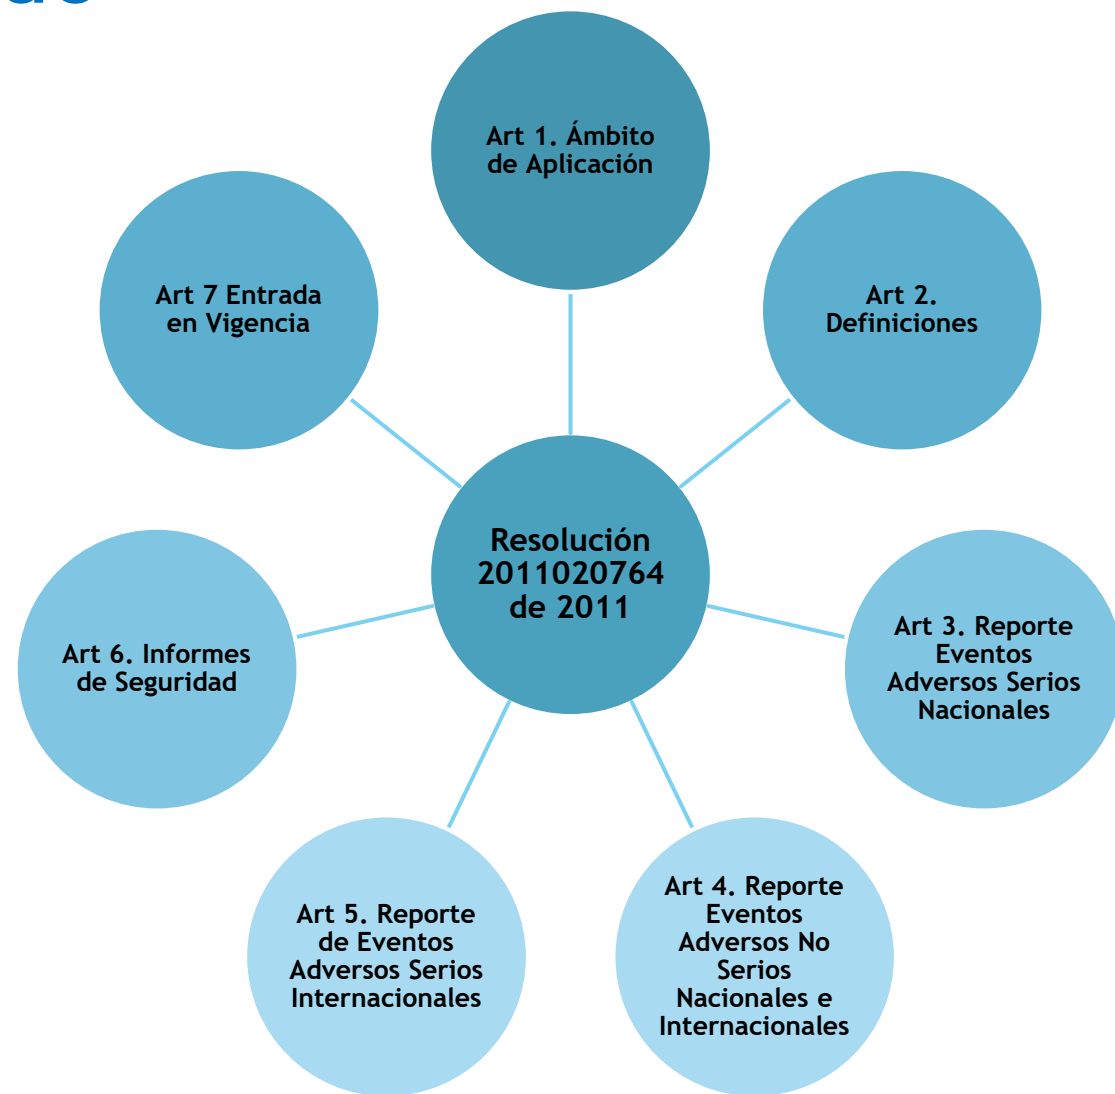 Art 1. Ámbito
de Aplicación
Art 2.
Definiciones
Art 3. Reporte
Eventos
Adversos Serios
Nacionales
Art 4. Reporte
Eventos
Adversos No
Serios
Nacionales e
Internacionales
Art 5. Reporte
de Eventos
Adversos Serios
Internacionales
Art 6. Informes
de Seguridad
Art 7 Entrada
en Vigencia
Resolución
2011020764
de 2011